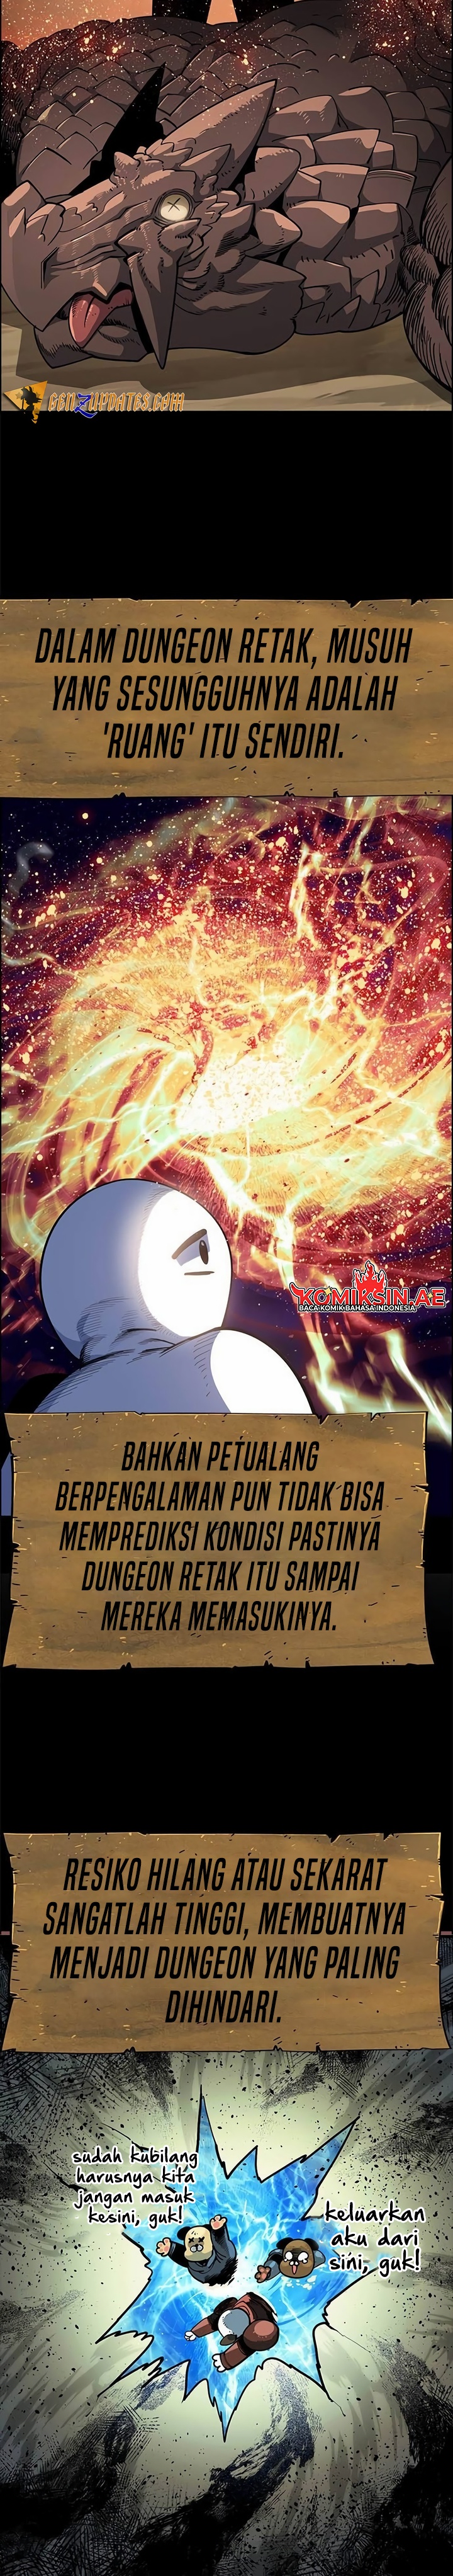 GENZUPDATES.COM
DALAM DUNGEON RETAK, MUSUH
YANG SESUNGGUHNYA ADALAH
'RUANG' ITU SENDIRI.
KOMIKSIN.AE
BACA KOMIK BAHASA INDONESIA
BAHKAN PETUALANG
BERPENGALAMAN PUN TIDAK BISA
MEMPREDIKSI KONDISI PASTINYA
DUNGEON RETAK ITU SAMPAI
MEREKA MEMASUKINYA.
RESIKO HILANG ATAU SEKARAT
SANGATLAH TINGGI, MEMBUATNYA
MENJADI DUNGEON YANG PALING
DIHINDARI.
sudah kubilang
harusnya kita
jangan masuk
kesini, guk!
keluarkan
aku dari
sini, guk!